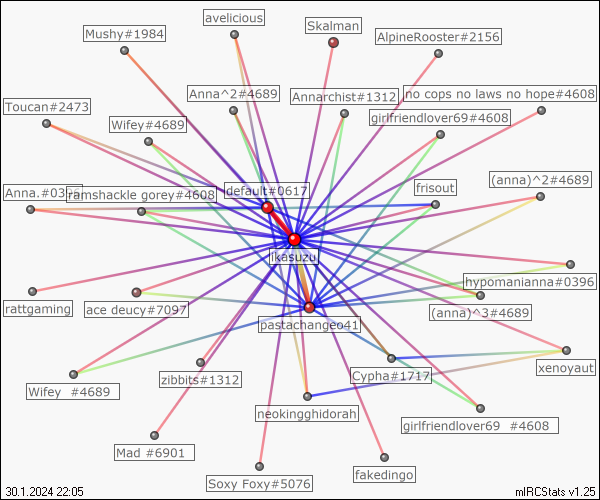 avelicious
Skalman
Mushy#1984
AlpineRooster#2156
Anna^2#4689
Annarchist#1312
no cops no laws no hope#4608
Toucan#2473
Wifey#4689
girlfriendlover69#4608
(anna)^2#4689
default#0617
frisout
ramshackle gorey#4608
ikasuzu
hypomanianna#0396
rattgaming
ace deucy#7097
(anna)^3#4689
pastachangeo41
xenoyaut
Cypha#1717
zibbits#1312
Wifey #4689
neokingghidorah
girlfriendlover69 #4608
Mad #6901
fakedingo
Soxy Foxy#5076
30.1.2024 22:05
mIRCStats v1.25